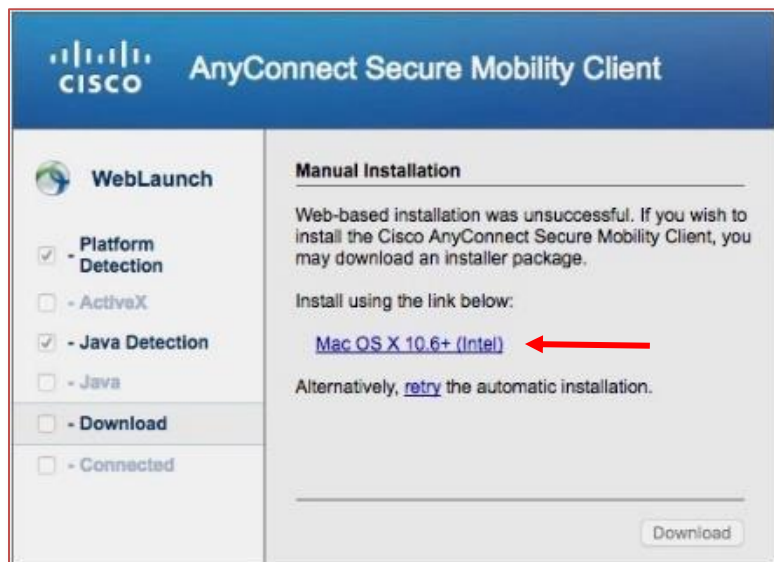 CISCO
AnyConnect Secure Mobility Client
WebLaunch
- Platform
Detection
- ActiveX
- Java Detection
- Java
- Download
- Connected
Manual Installation
Web-based installation was unsuccessful. If you wish to
install the Cisco AnyConnect Secure Mobility Client, you
may download an installer package.
Install using the link below:
Mac OS X 10.6+ (Intel)
Alternatively, retry the automatic installation.
Download